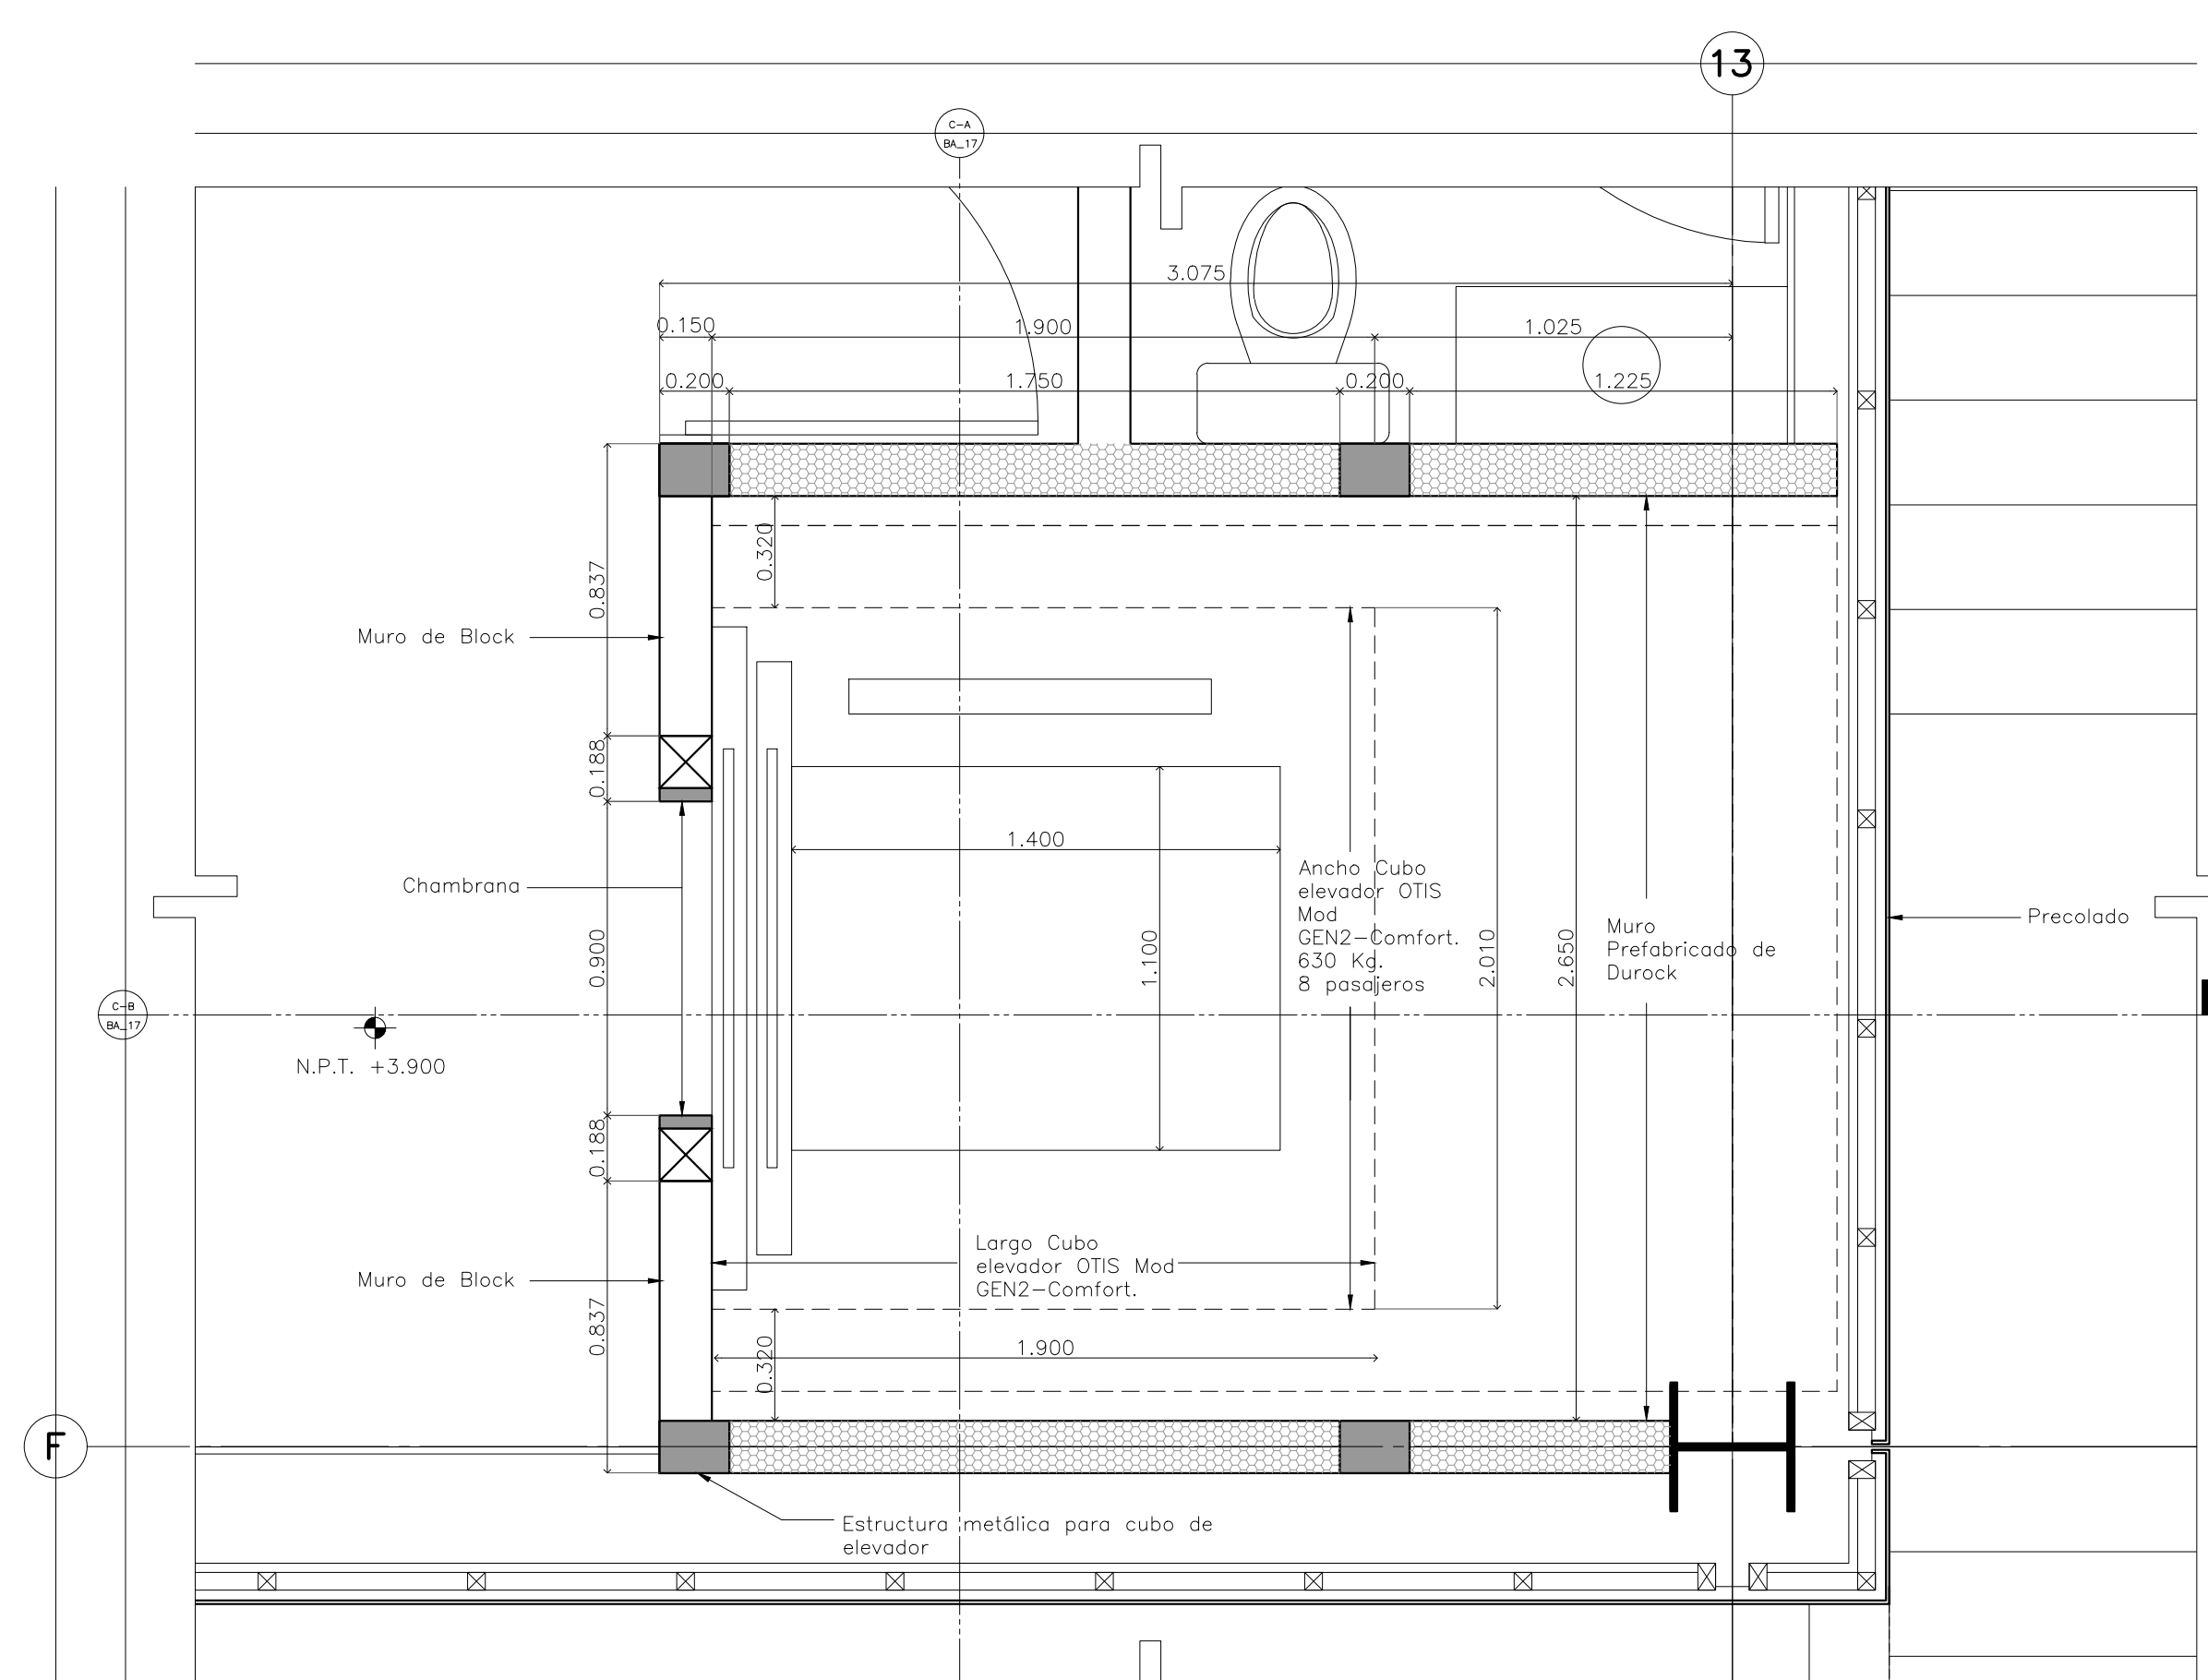 13
C-A
BA_17
3.075
0.150
1.900
1.025
0.200
1.750
0.200
1.225
0.320
0.837
Muro de Block
0.188
1.400
Chambrana
Ancho Cubo
elevador OTIS
Mod
GEN2-Comfort.
630 Kg.
8 pasajeros
0.900
1.100
2.010
2.650
Muro
Prefabricado de
Durock
Precolado
C-B
BA_17
N.P.T. +3.900
0.188
Largo Cubo
elevador OTIS Mod
GEN2-Comfort.
Muro de Block
0.837
0.320
1.900
F
Estructura metálica para cubo de
elevador